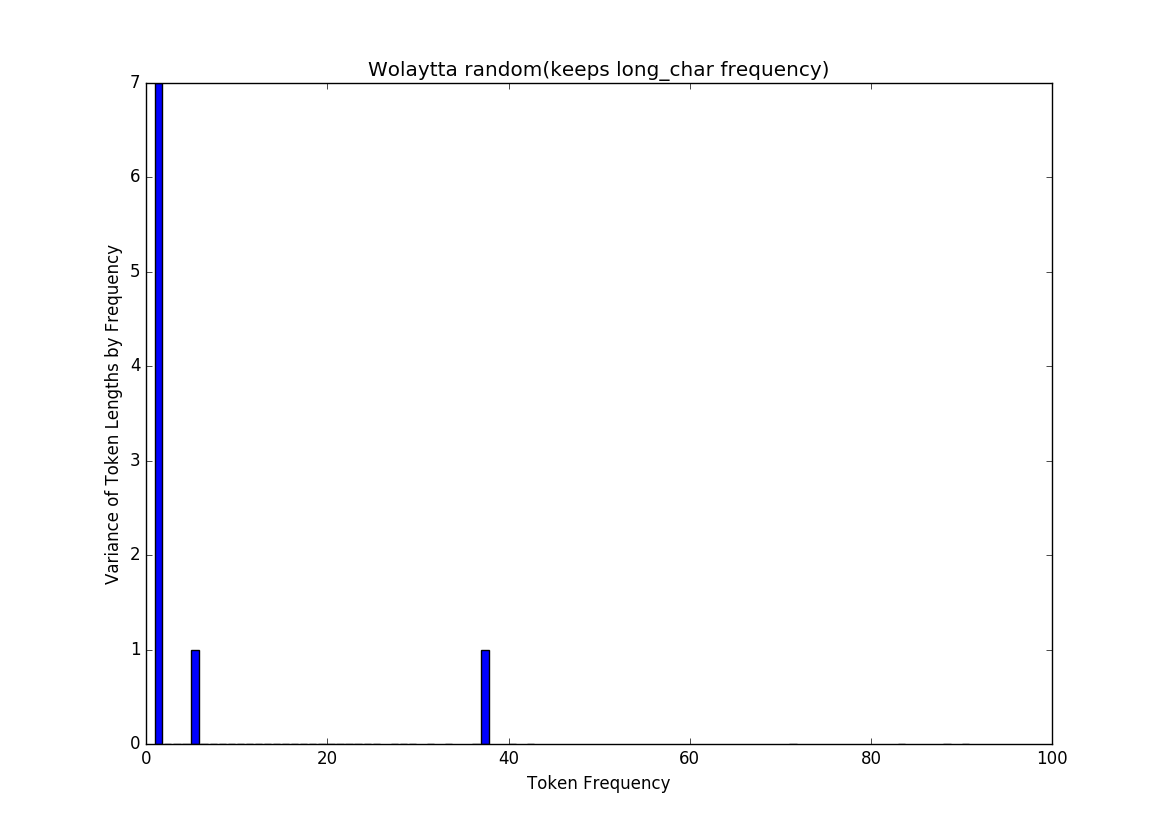 Wolaytta random(keeps long_char frequency)
7
6
5
4
3
2
1
0
Variance of Token Lengths by Frequency
0 20 40 60 80 100
Token Frequency